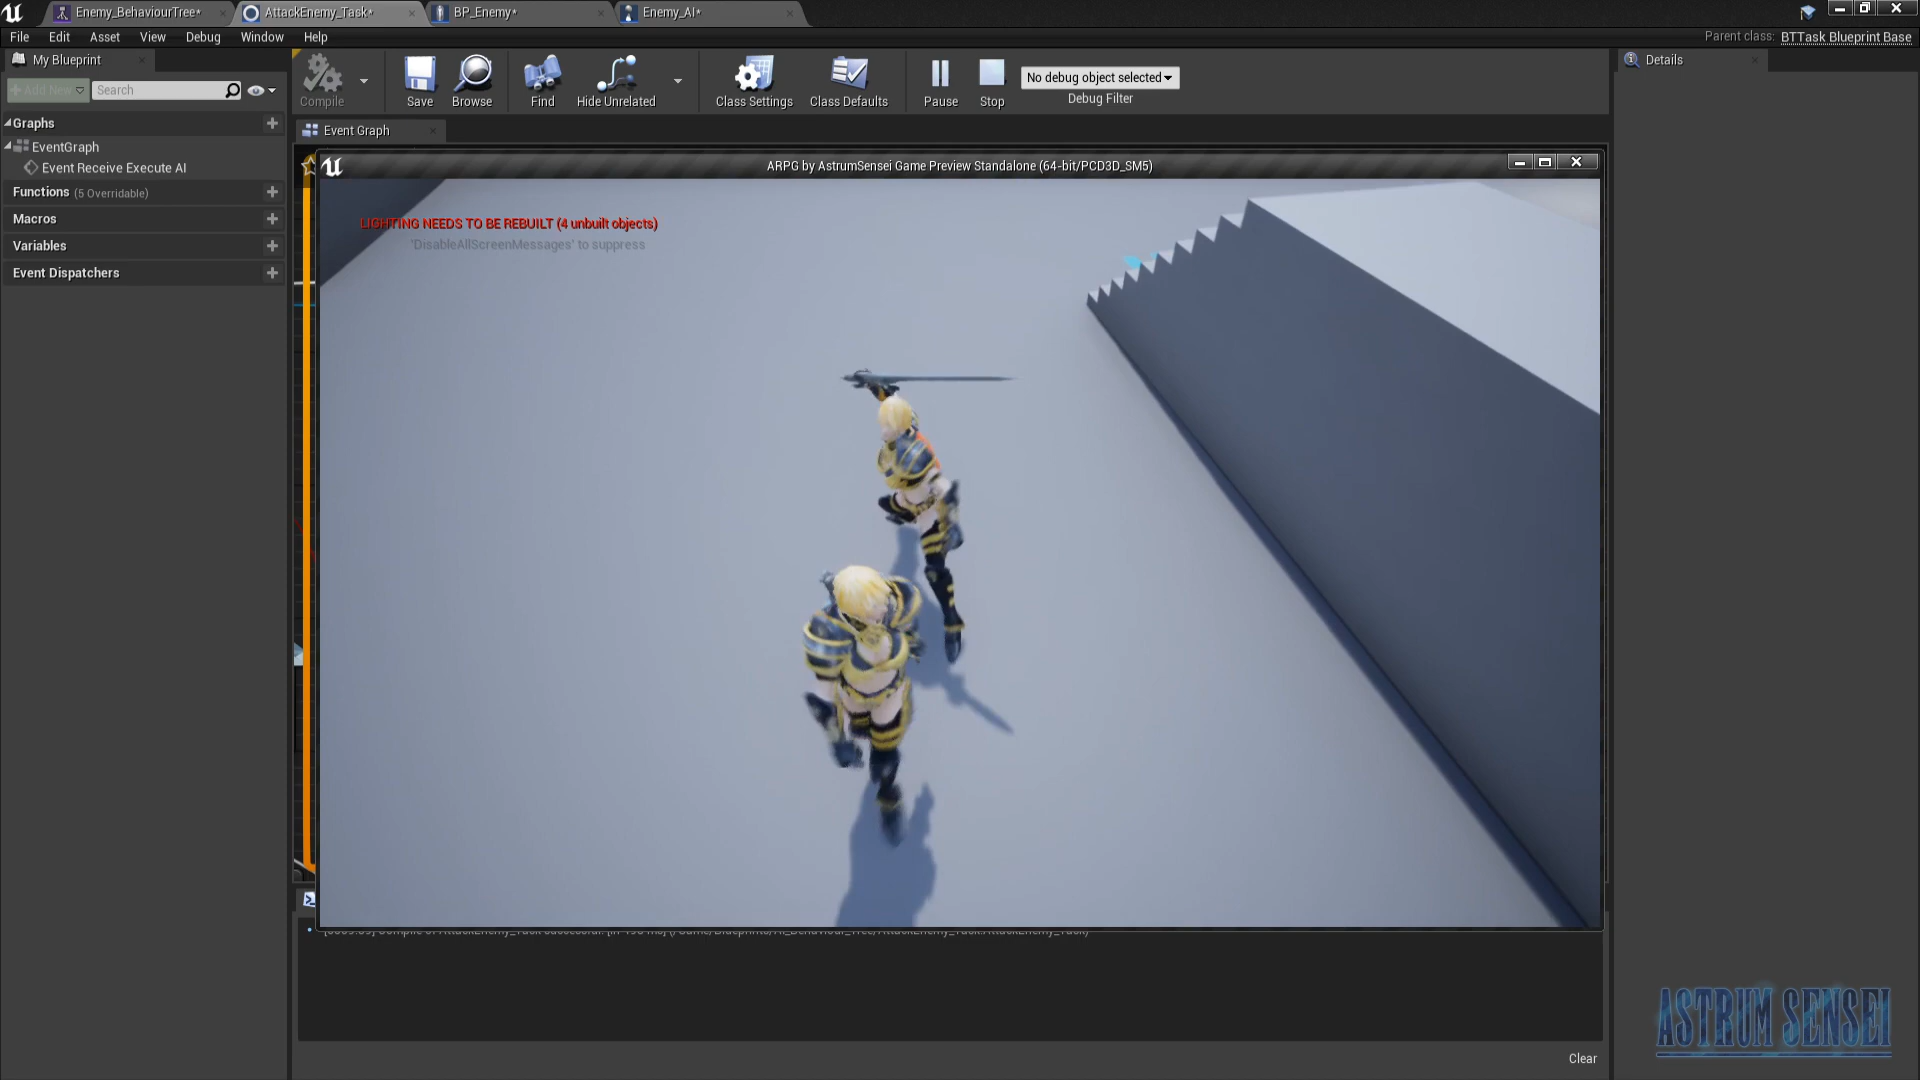 Enemy_BehaviourTree*
AttackEnemy_Task*
BP_Enemy*
Enemy_AI*
File Edit Asset View Debug Window Help
Parent class: BTTask Blueprint Base
My Blueprint
Add New
Search
Compile
Save
Browse
Find
Hide Unrelated
Class Settings
Class Defaults
Pause
Stop
No debug object selected
Debug Filter
Details
Graphs
EventGraph
Event Receive Execute AI
Functions (5 Overridable)
Macros
Variables
Event Dispatchers
Event Graph
ARPG by AstrumSensei Game Preview Standalone (64-bit/PCD3D_SM5)
LIGHTING NEEDS TO BE REBUILT (4 unbuilt objects)
'DisableAllScreenMessages' to suppress
Clear
ASTRUM SENSEI